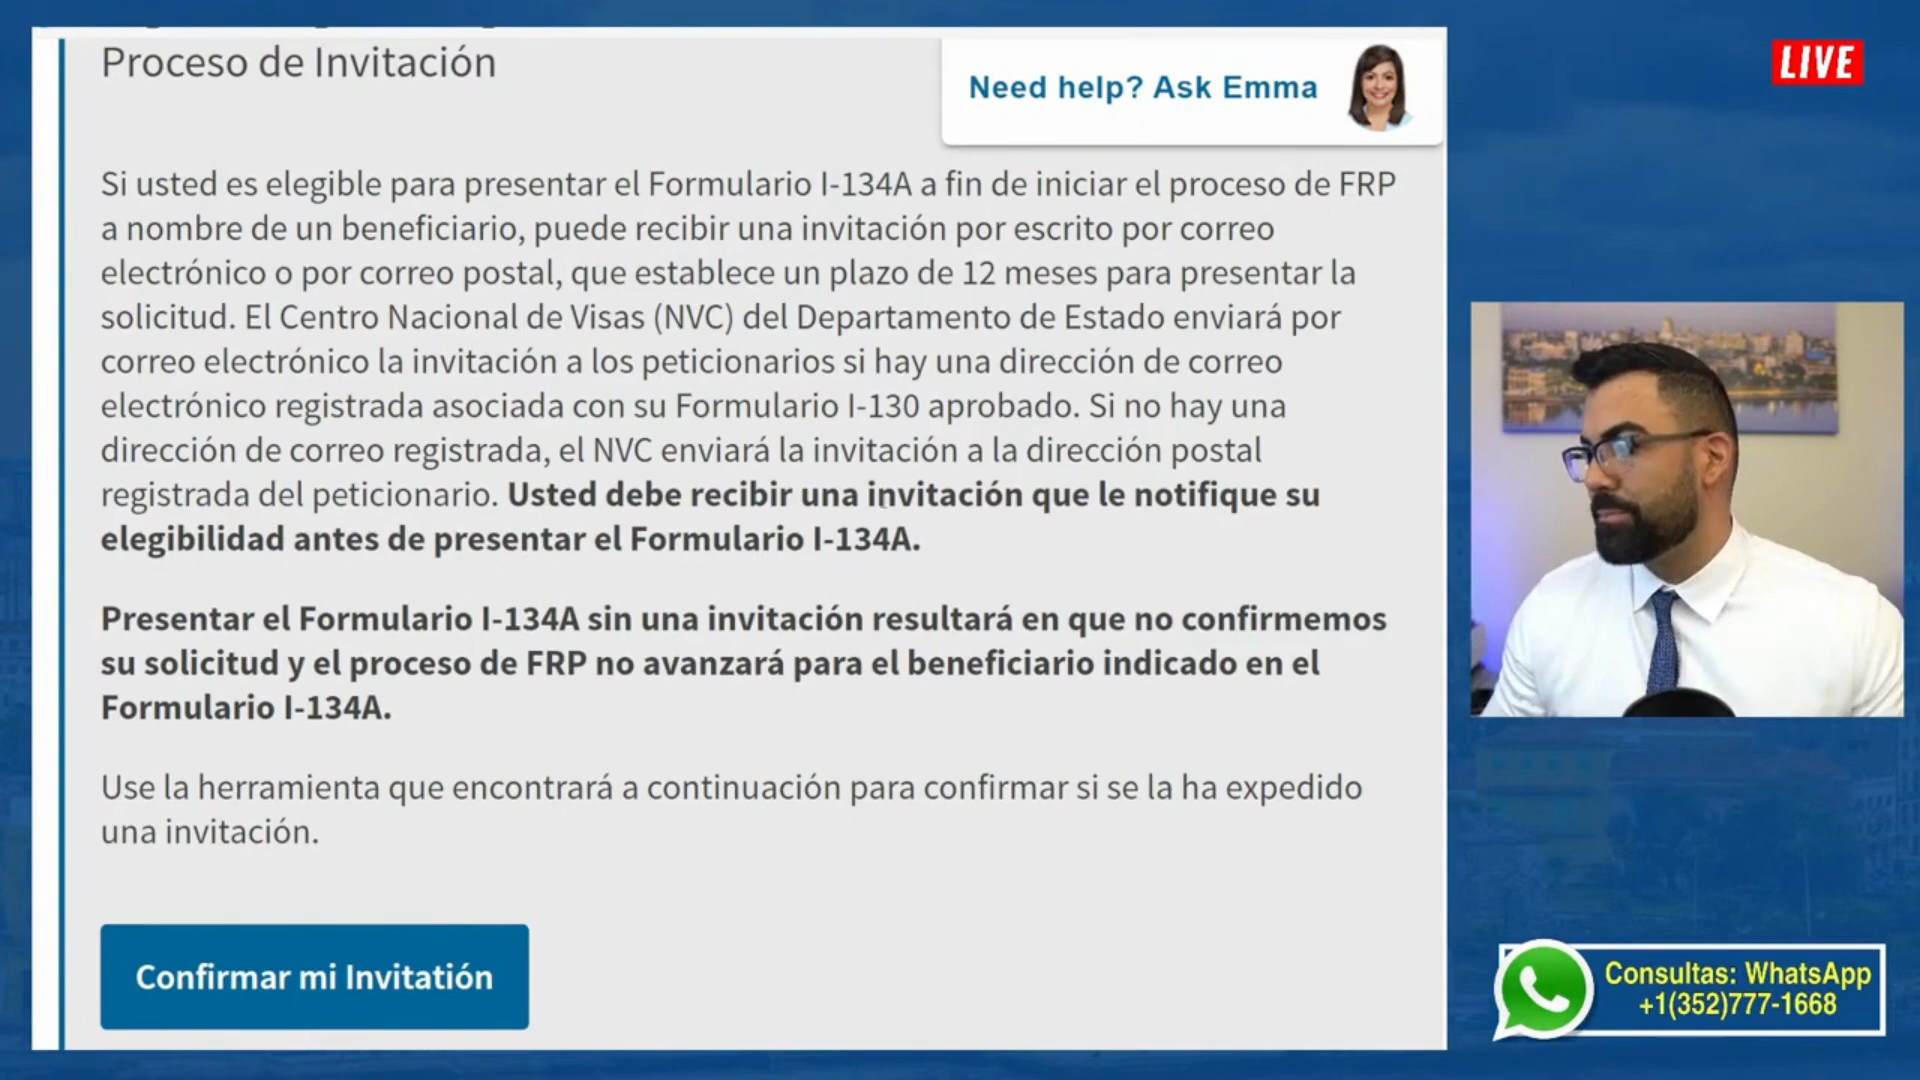 Proceso de Invitación
Need help? Ask Emma
LIVE
Si usted es elegible para presentar el Formulario I-134A a fin de iniciar el proceso de FRP
a nombre de un beneficiario, puede recibir una invitación por escrito por correo
electrónico o por correo postal, que establece un plazo de 12 meses para presentar la
solicitud. El Centro Nacional de Visas (NVC) del Departamento de Estado enviará por
correo electrónico la invitación a los peticionarios si hay una dirección de correo
electrónico registrada asociada con su Formulario I-130 aprobado. Si no hay una
dirección de correo registrada, el NVC enviará la invitación a la dirección postal
registrada del peticionario. Usted debe recibir una invitación que le notifique su
elegibilidad antes de presentar el Formulario I-134A.
Presentar el Formulario I-134A sin una invitación resultará en que no confirmemos
su solicitud y el proceso de FRP no avanzará para el beneficiario indicado en el
Formulario I-134A.
Use la herramienta que encontrará a continuación para confirmar si se la ha expedido
una invitación.
Confirmar mi Invitatión
Consultas: WhatsApp
+1(352)777-1668